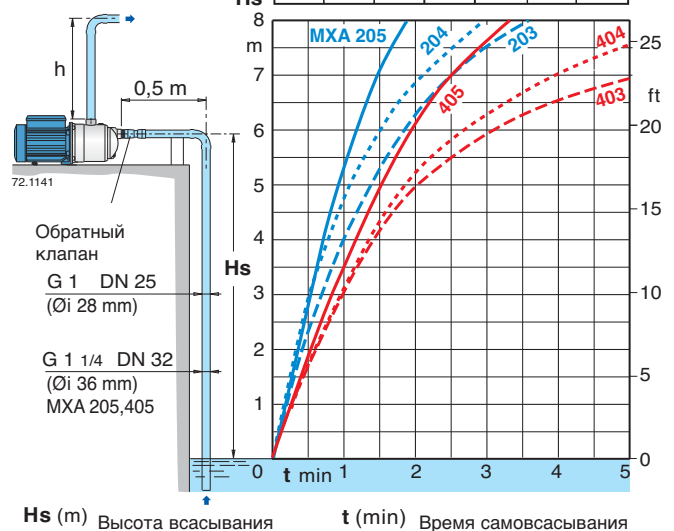 Hs
h
0,5 m
72.1141
Обратный
клапан
G 1 DN 25
(Øi 28 mm)
G 1 1/4 DN 32
(Øi 36 mm)
MXA 205,405
Hs
8
m
7
6
5
4
3
2
1
0
t min 1 2 3 4 5
MXA 205
204
203
405
404
403
25
ft
20
15
10
5
0
Hs (m) Высота всасывания
t (min) Время самовсасывания